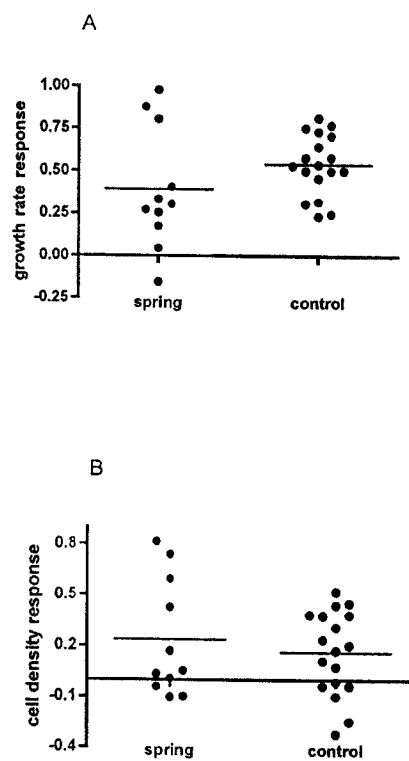 A
growth rate response
1.00
0.75
0.50
0.25
0.00
-0.25
spring control
B
cell density response
0.8
0.5
0.2
-0.1
-0.4
spring control